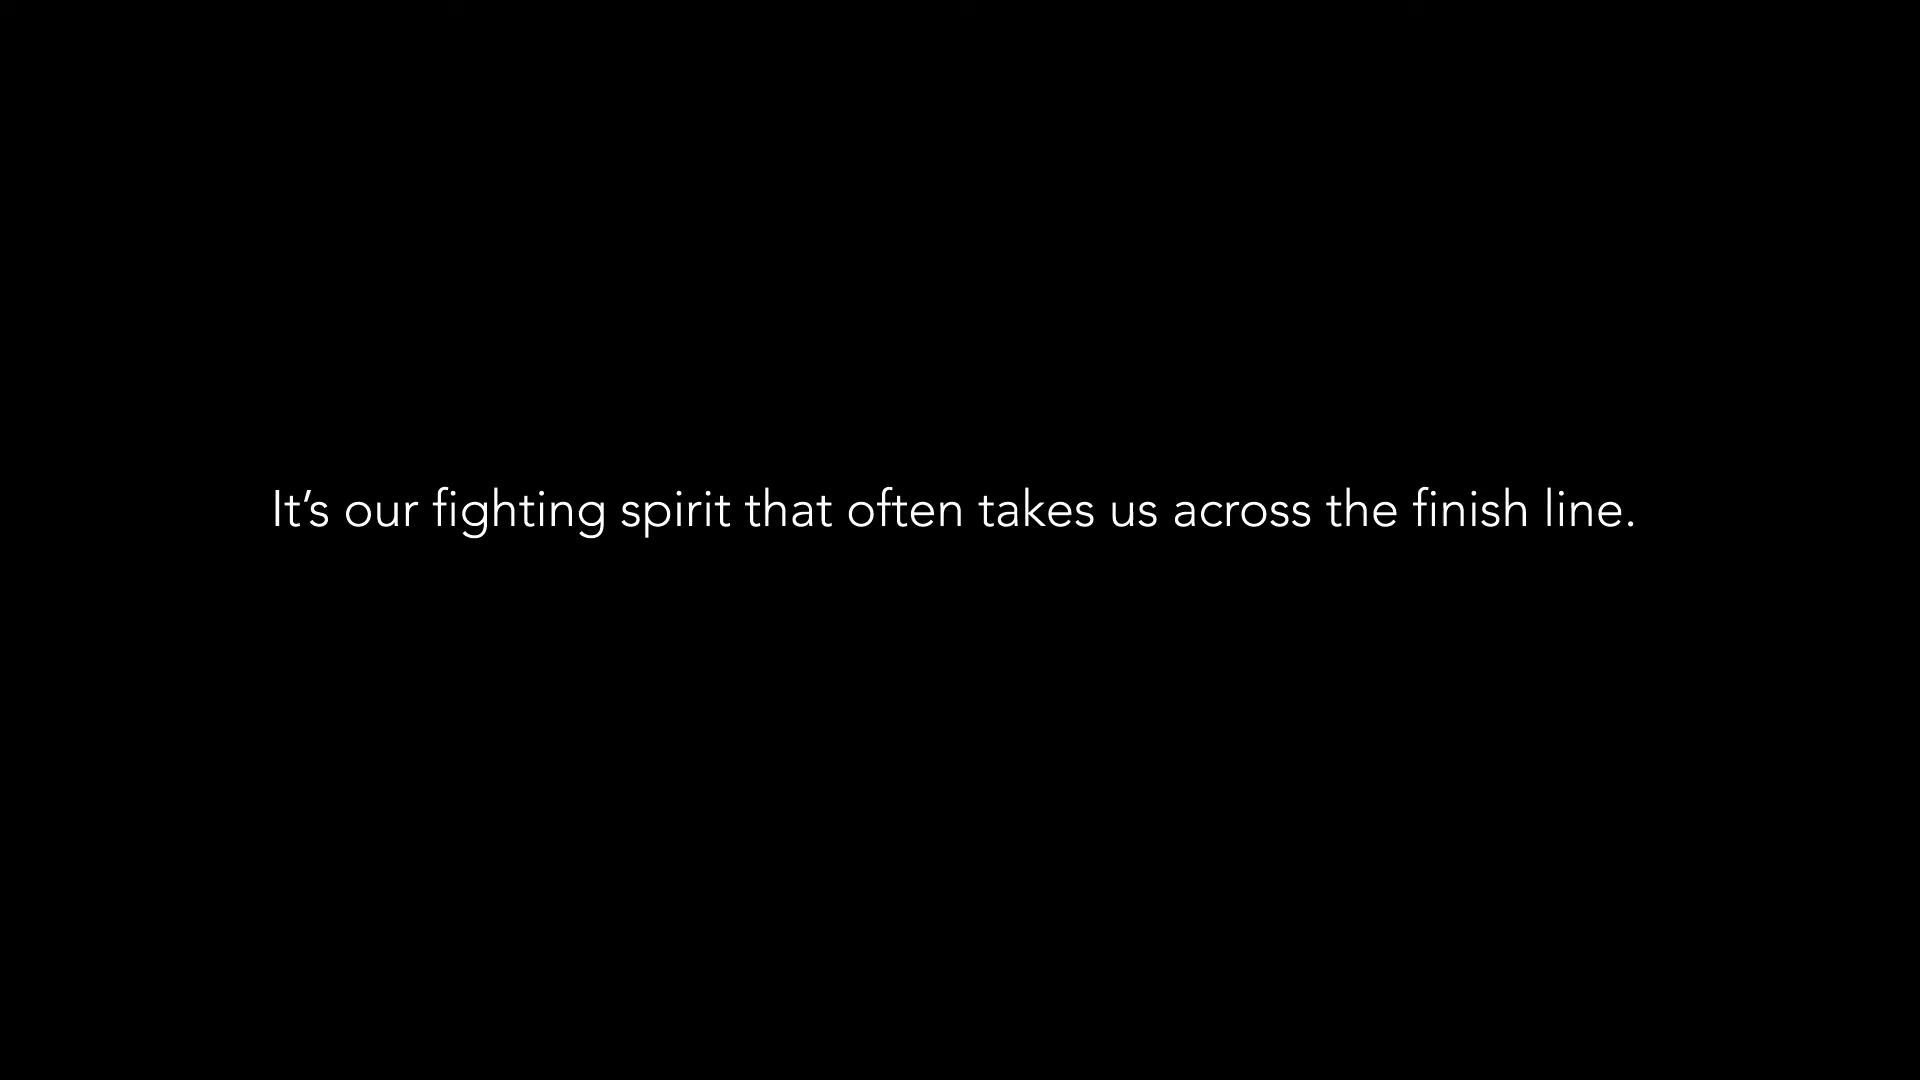 It’s our fighting spirit that often takes us across the finish line.